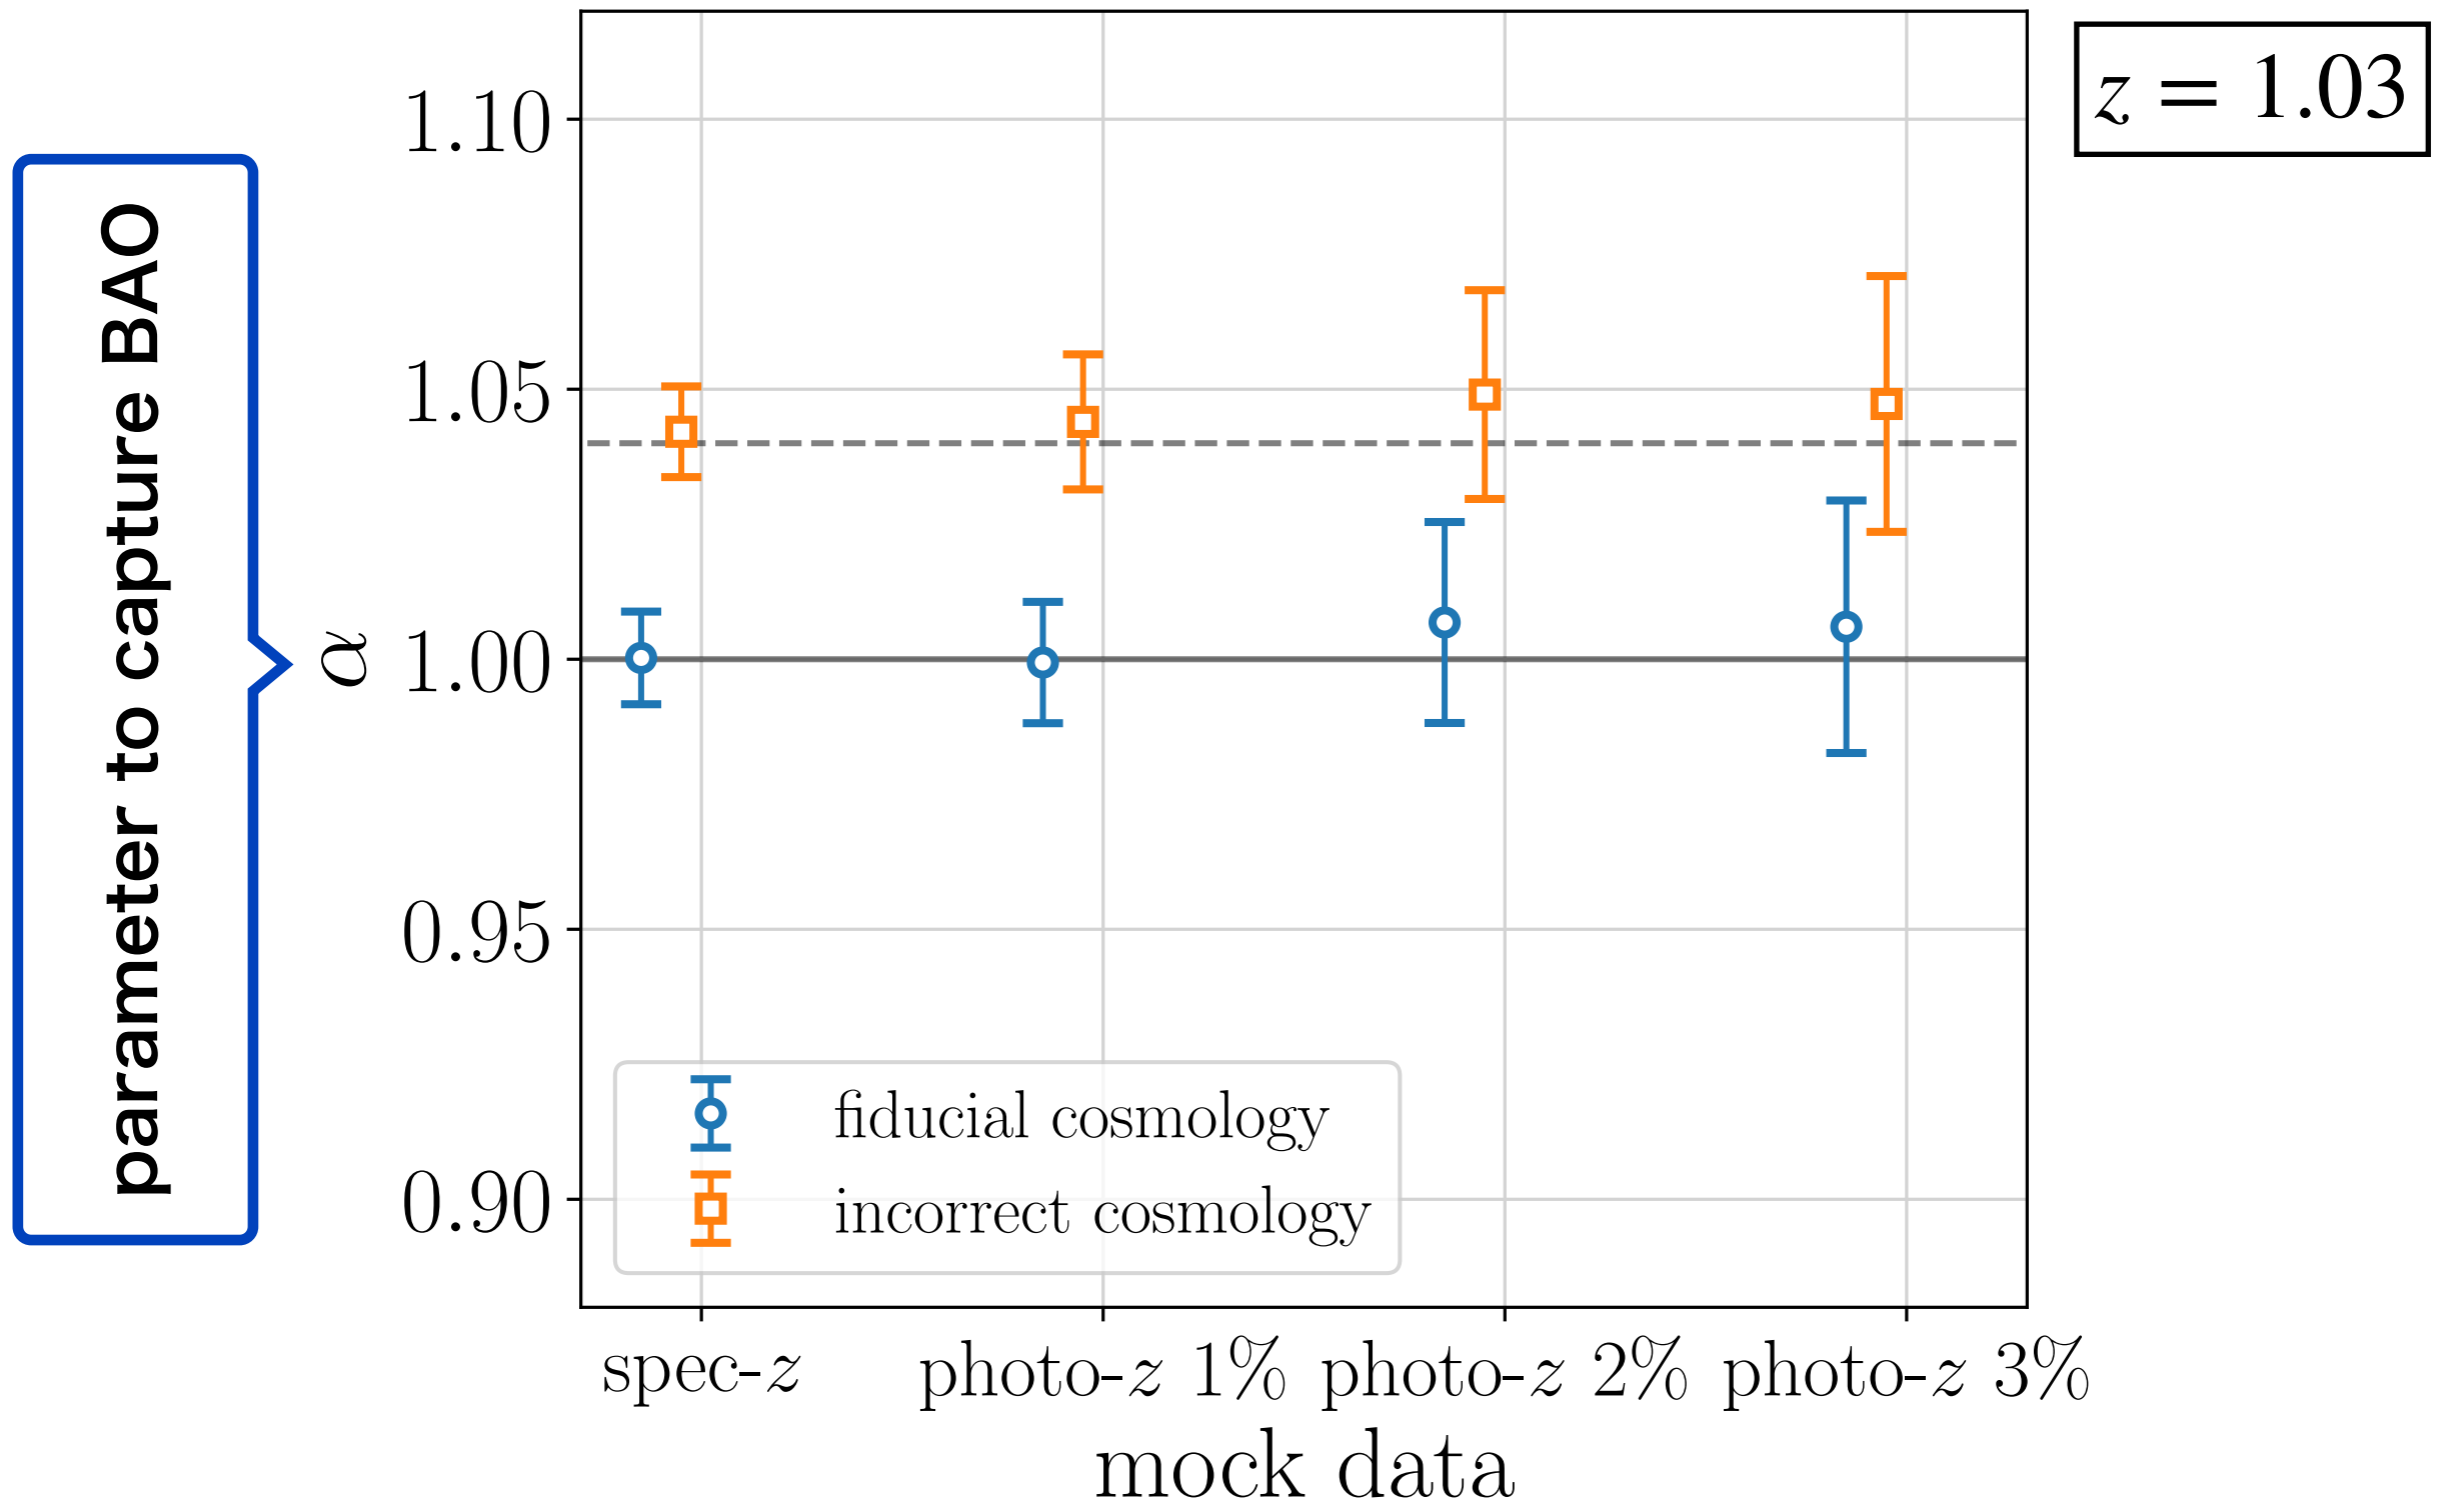 parameter to capture BAO
α
1.10
1.05
1.00
0.95
0.90
z = 1.03
fiducial cosmology
incorrect cosmology
spec-z
photo-z 1%
photo-z 2%
photo-z 3%
mock data